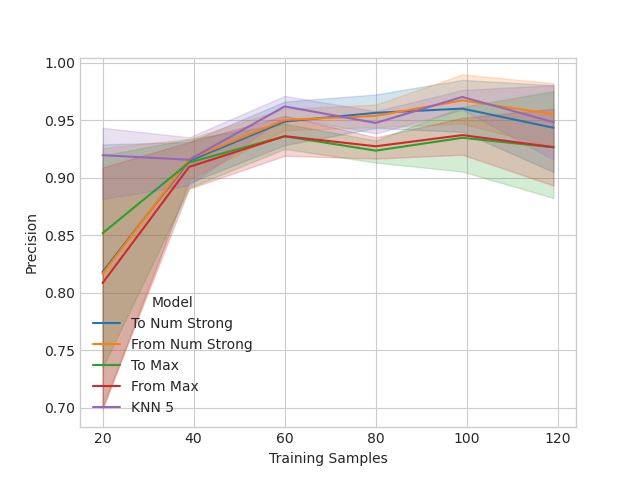 1.00
0.95
0.90
0.85
0.80
0.75
0.70
Precision
Model
To Num Strong
From Num Strong
To Max
From Max
KNN 5
20 40 60 80 100 120
Training Samples